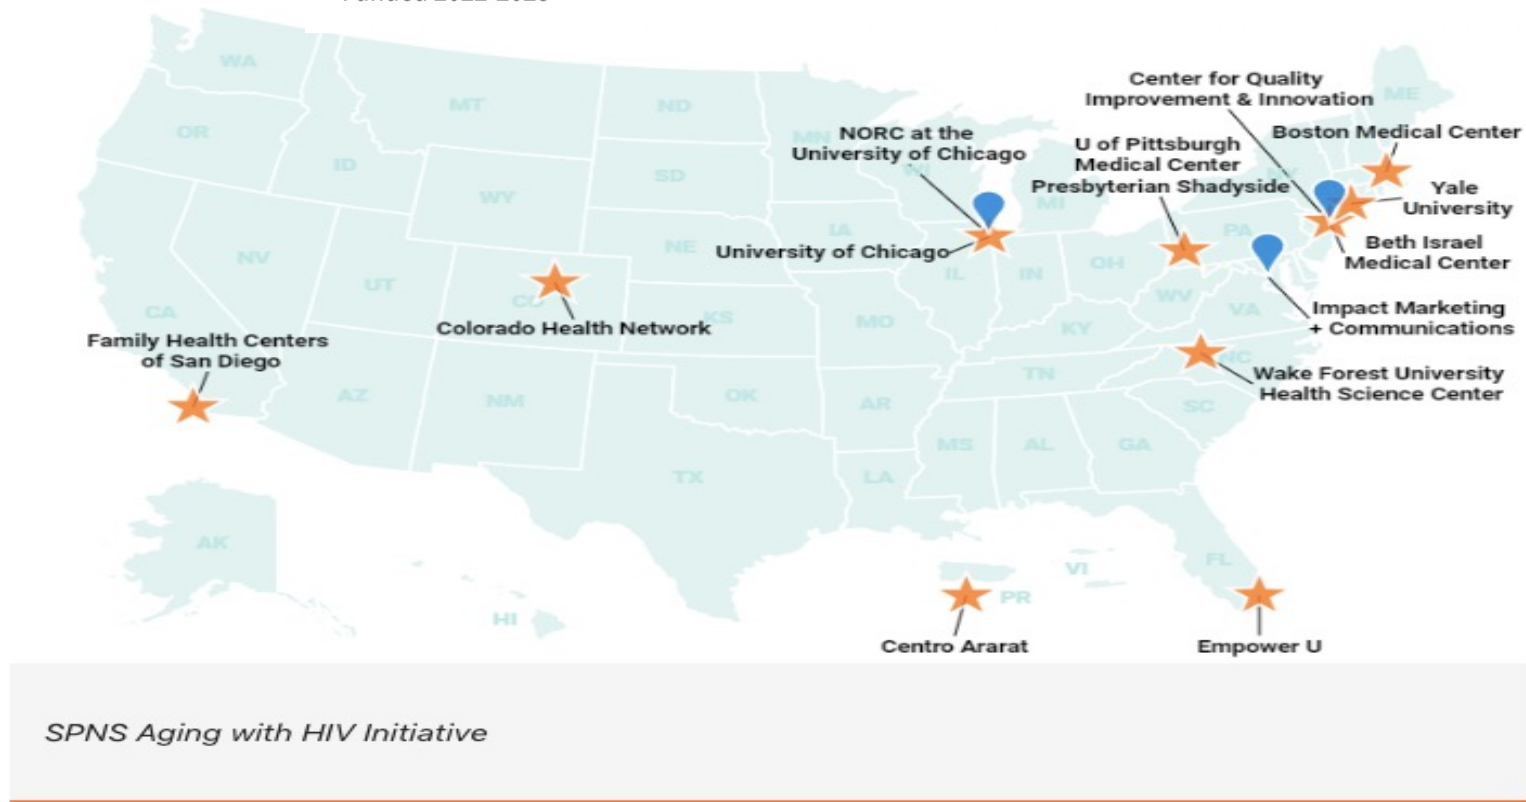 WA
MT
ND
ME
OR
MN
ID
SD
WI
NY
WY
MI
IA
NE
PA
NV
UT
CO
IL
IN
OH
WV
VA
CA
KS
MO
KY
NC
TN
AZ
NM
OK
AR
SC
MS
AL
GA
TX
LA
AK
FL
VI
PR
HI
Center for Quality
Improvement & Innovation
NORC at the
University of Chicago
U of Pittsburgh
Medical Center
Presbyterian Shadyside
Boston Medical Center
Yale
University
University of Chicago
Beth Israel
Medical Center
Impact Marketing
+ Communications
Colorado Health Network
Family Health Centers
of San Diego
Wake Forest University
Health Science Center
Centro Ararat
Empower U
SPNS Aging with HIV Initiative